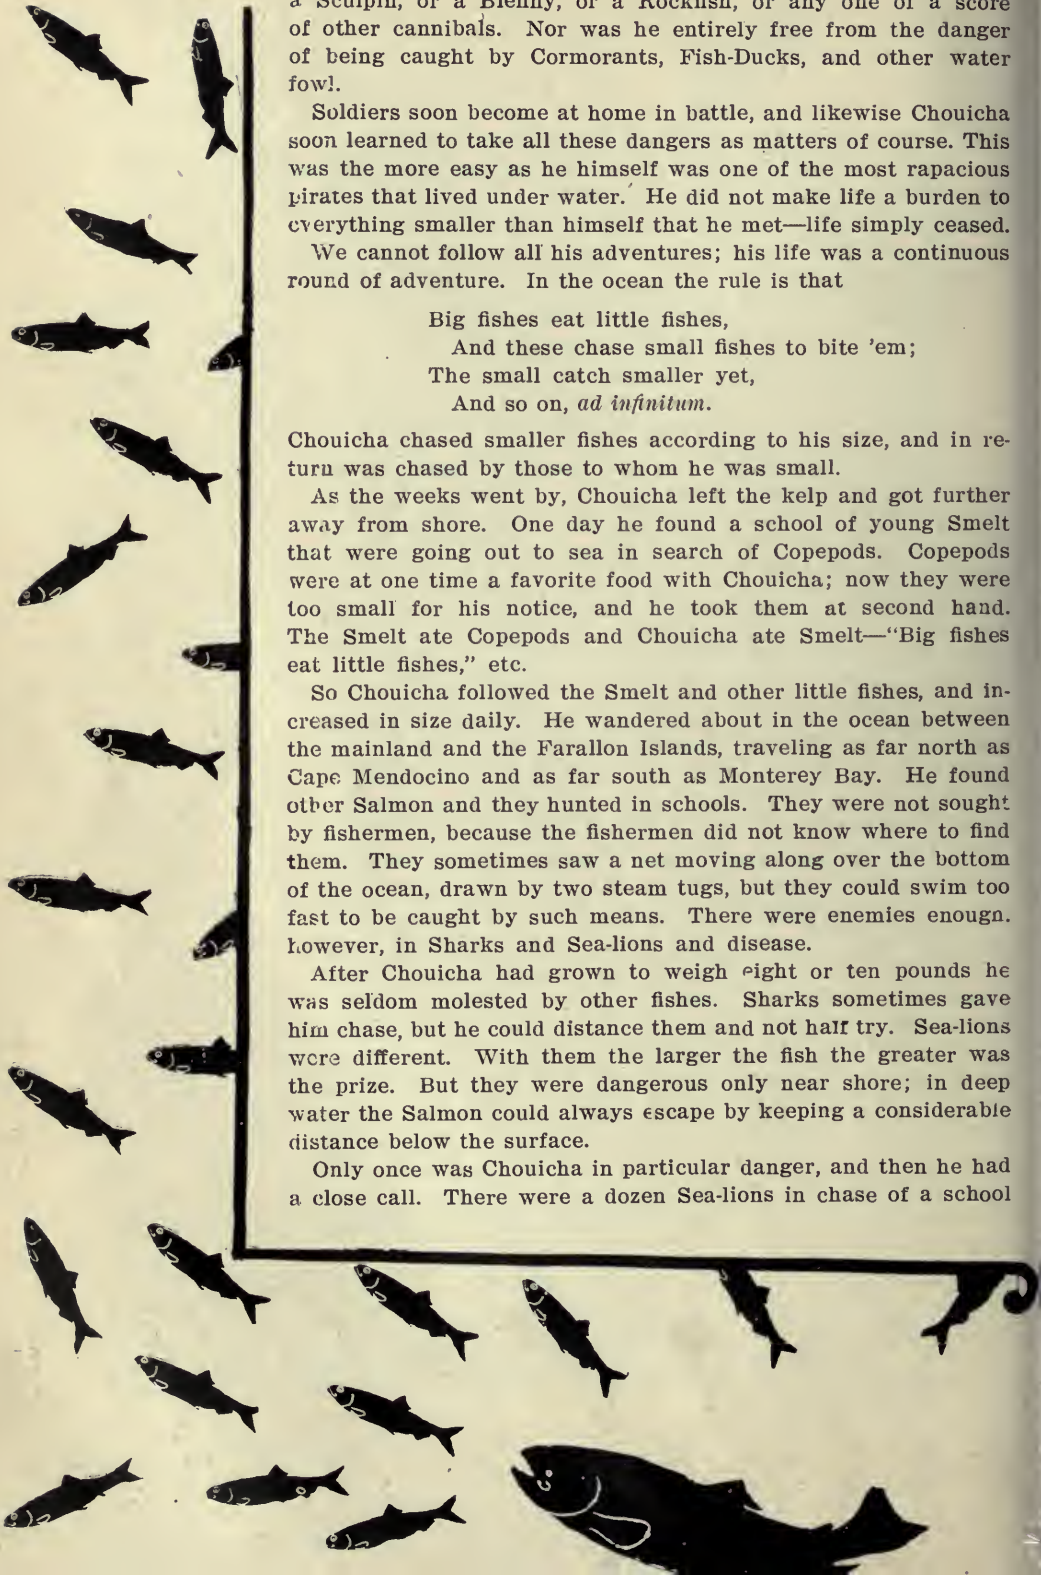 a Sculpin, or a Blenny, or a Rockfish, or any one of a score
of other cannibals. Nor was he entirely free from the danger
of being caught by Cormorants, Fish-Ducks, and other water
fowl.
Soldiers soon become at home in battle, and likewise Chouicha
soon learned to take all these dangers as matters of course. This
was the more easy as he himself was one of the most rapacious
pirates that lived under water. He did not make life a burden to
everything smaller than himself that he met—life simply ceased.
We cannot follow all his adventures; his life was a continuous
round of adventure. In the ocean the rule is that
Big fishes eat little fishes,
And these chase small fishes to bite 'em;
The small catch smaller yet,
And so on, ad infinitum.
Chouicha chased smaller fishes according to his size, and in re-
turn was chased by those to whom he was small.
As the weeks went by, Chouicha left the kelp and got further
away from shore. One day he found a school of young Smelt
that were going out to sea in search of Copepods. Copepods
were at one time a favorite food with Chouicha; now they were
too small for his notice, and he took them at second hand.
The Smelt ate Copepods and Chouicha ate Smelt—"Big fishes
eat little fishes," etc.
So Chouicha followed the Smelt and other little fishes, and in-
creased in size daily. He wandered about in the ocean between
the mainland and the Farallon Islands, traveling as far north as
Cape Mendocino and as far south as Monterey Bay. He found
other Salmon and they hunted in schools. They were not sought
by fishermen, because the fishermen did not know where to find
them. They sometimes saw a net moving along over the bottom
of the ocean, drawn by two steam tugs, but they could swim too
fast to be caught by such means. There were enemies enough,
however, in Sharks and Sea-lions and disease.
After Chouicha had grown to weigh eight or ten pounds he
was seldom molested by other fishes. Sharks sometimes gave
him chase, but he could distance them and not half try. Sea-lions
were different. With them the larger the fish the greater was
the prize. But they were dangerous only near shore; in deep
water the Salmon could always escape by keeping a considerable
distance below the surface.
Only once was Chouicha in particular danger, and then he had
a close call. There were a dozen Sea-lions in chase of a school